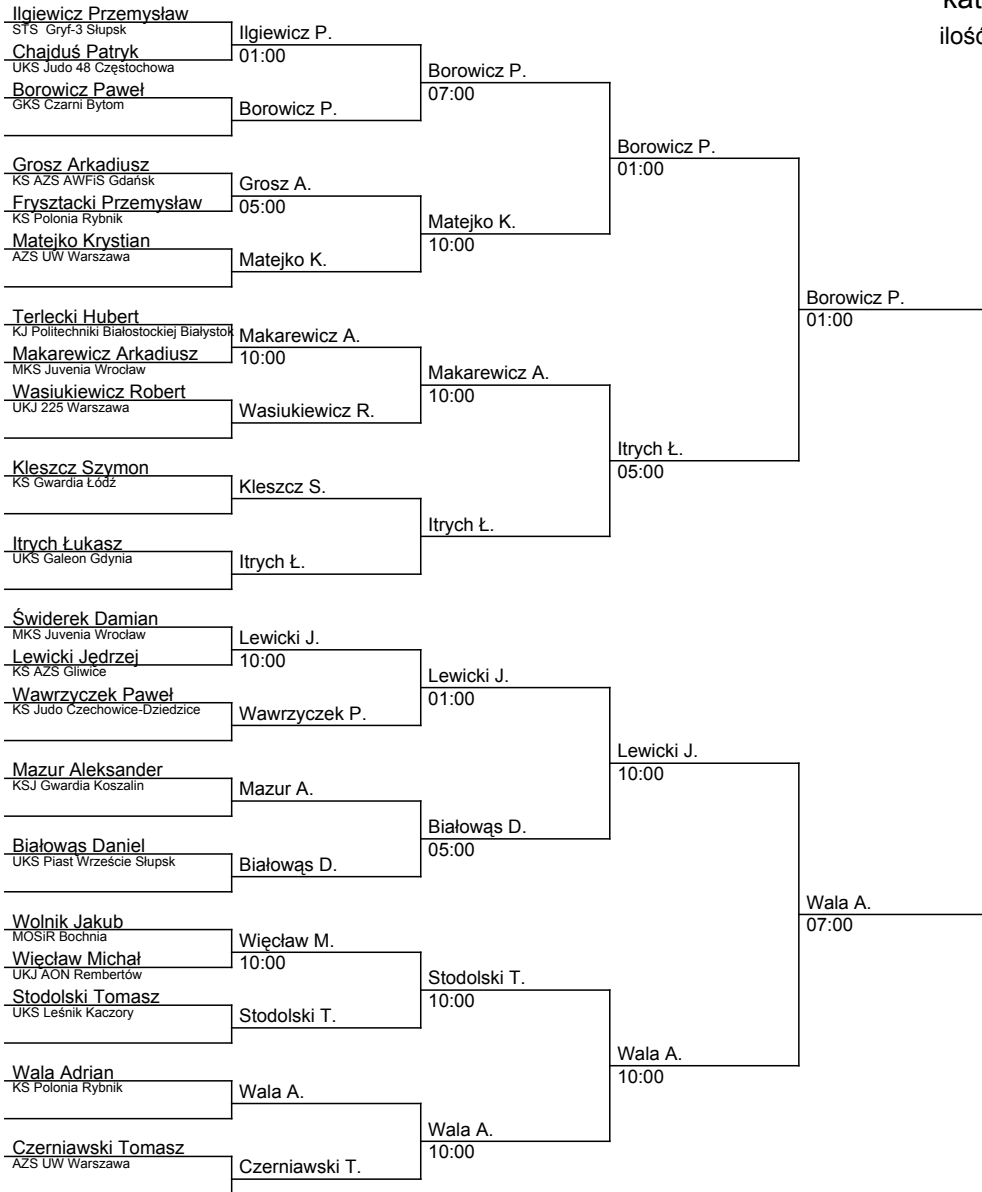 kat
ilość
Ilgiewicz Przemysław
STS Gryf-3 Słupsk
Chajduś Patryk
UKS Judo 48 Częstochowa
Borowicz Paweł
GKS Czarni Bytom
Grosz Arkadiusz
KS AZS AWFiS Gdańsk
Frysztacki Przemysław
KS Polonia Rybnik
Matejko Krystian
AZS UW Warszawa
Terlecki Hubert
KJ Politechniki Białostockiej Białystok
Makarewicz Arkadiusz
MKS Juvenia Wrocław
Wasiukiewicz Robert
UKJ 225 Warszawa
Kleszcz Szymon
KS Gwardia Łódź
Itrych Łukasz
UKS Galeon Gdynia
Świderek Damian
MKS Juvenia Wrocław
Lewicki Jędrzej
KS AZS Gliwice
Wawrzyczek Paweł
KS Judo Czechowice-Dziedzice
Mazur Aleksander
KSJ Gwardia Koszalin
Białowąs Daniel
UKS Piast Wrzeście Słupsk
Wolnik Jakub
MOSiR Bochnia
Więcław Michał
UKJ AON Rembertów
Stodolski Tomasz
UKS Leśnik Kaczory
Wala Adrian
KS Polonia Rybnik
Czerniawski Tomasz
AZS UW Warszawa
Ilgiewicz P.
01:00
Borowicz P.
Grosz A.
05:00
Matejko K.
Makarewicz A.
10:00
Wasiukiewicz R.
Kleszcz S.
Itrych Ł.
Lewicki J.
10:00
Wawrzyczek P.
Mazur A.
Białowąs D.
Więcław M.
10:00
Stodolski T.
Wala A.
Czerniawski T.
Borowicz P.
07:00
Matejko K.
10:00
Makarewicz A.
10:00
Itrych Ł.
Lewicki J.
01:00
Białowąs D.
05:00
Stodolski T.
10:00
Wala A.
10:00
Borowicz P.
01:00
Itrych Ł.
05:00
Lewicki J.
10:00
Wala A.
10:00
Borowicz P.
01:00
Wala A.
07:00